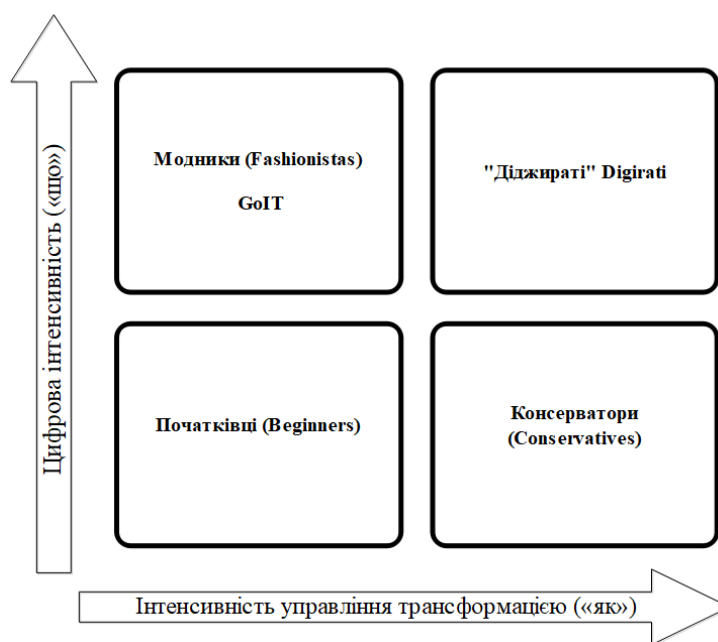 Цифрова інтенсивність («що»)
Модники (Fashionistas)
GoIT
"Діджираті" Digirati
Початківці (Beginners)
Консерватори
(Conservatives)
Інтенсивність управління трансформацією («як»)